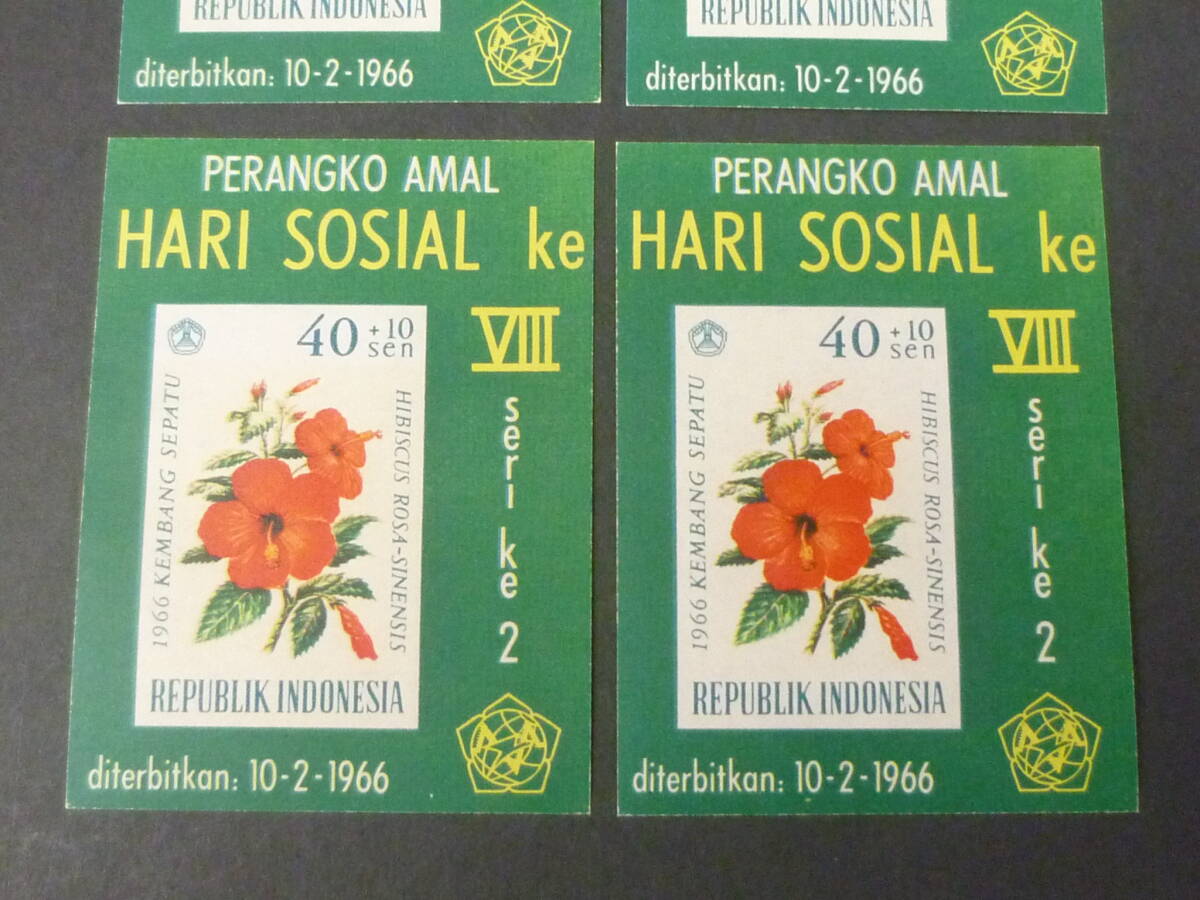 REPUBLIK INDONESIA
diterbitkan: 10-2-1966
REPUBLIK INDONESIA
diterbitkan: 10-2-1966
PERANGKO AMAL
HARI SOSIAL ke
VIII
seri ke 2
40 +10
sen
1966 KEMBANG SEPATU
HIBISCUS ROSA-SINENSIS
REPUBLIK INDONESIA
diterbitkan: 10-2-1966
PERANGKO AMAL
HARI SOSIAL ke
VIII
seri ke 2
40 +10
sen
1966 KEMBANG SEPATU
HIBISCUS ROSA-SINENSIS
REPUBLIK INDONESIA
diterbitkan: 10-2-1966